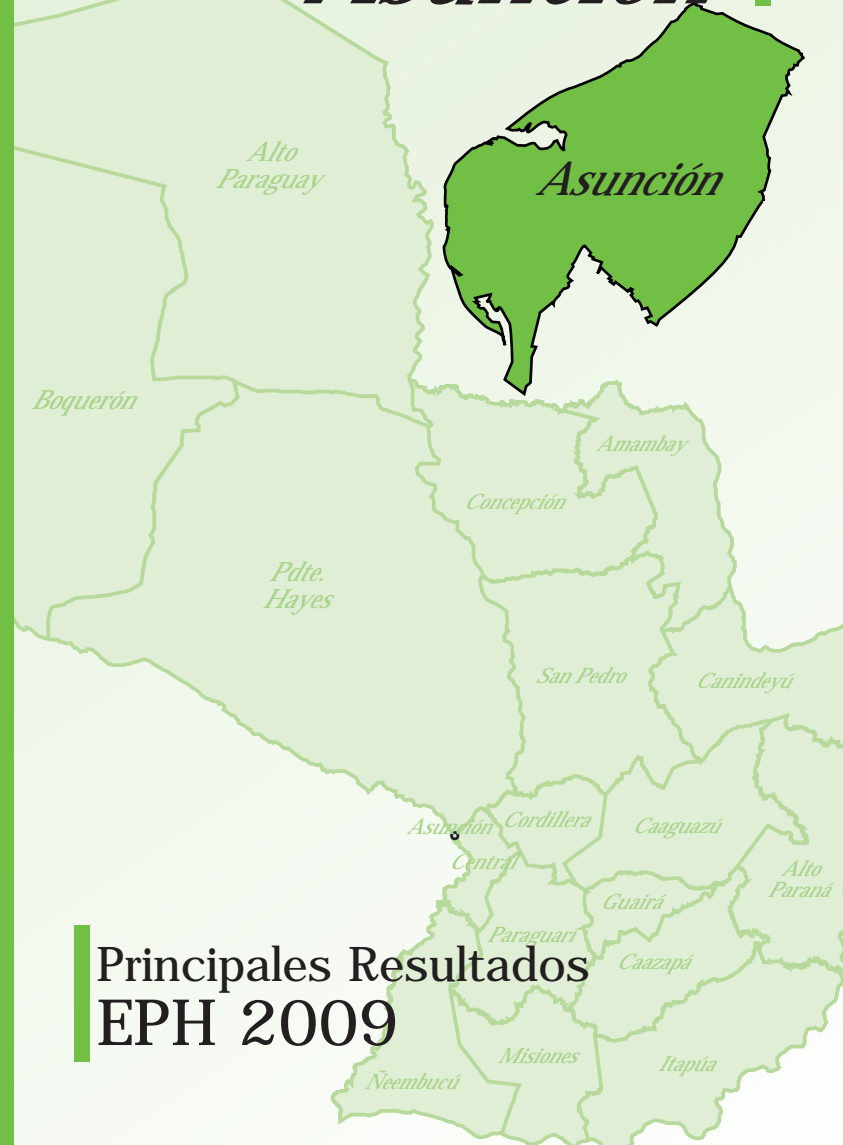 Asunción
Alto
Paraguay
Asunción
Boquerón
Amambay
Concepción
Pdte.
Hayes
San Pedro
Canindeyú
Asunción
Cordillera
Caaguazú
Central
Alto
Paraná
Guairá
Paraguarí
Caazapá
Principales Resultados
EPH 2009
Misiones
Itapúa
Ñeembucú